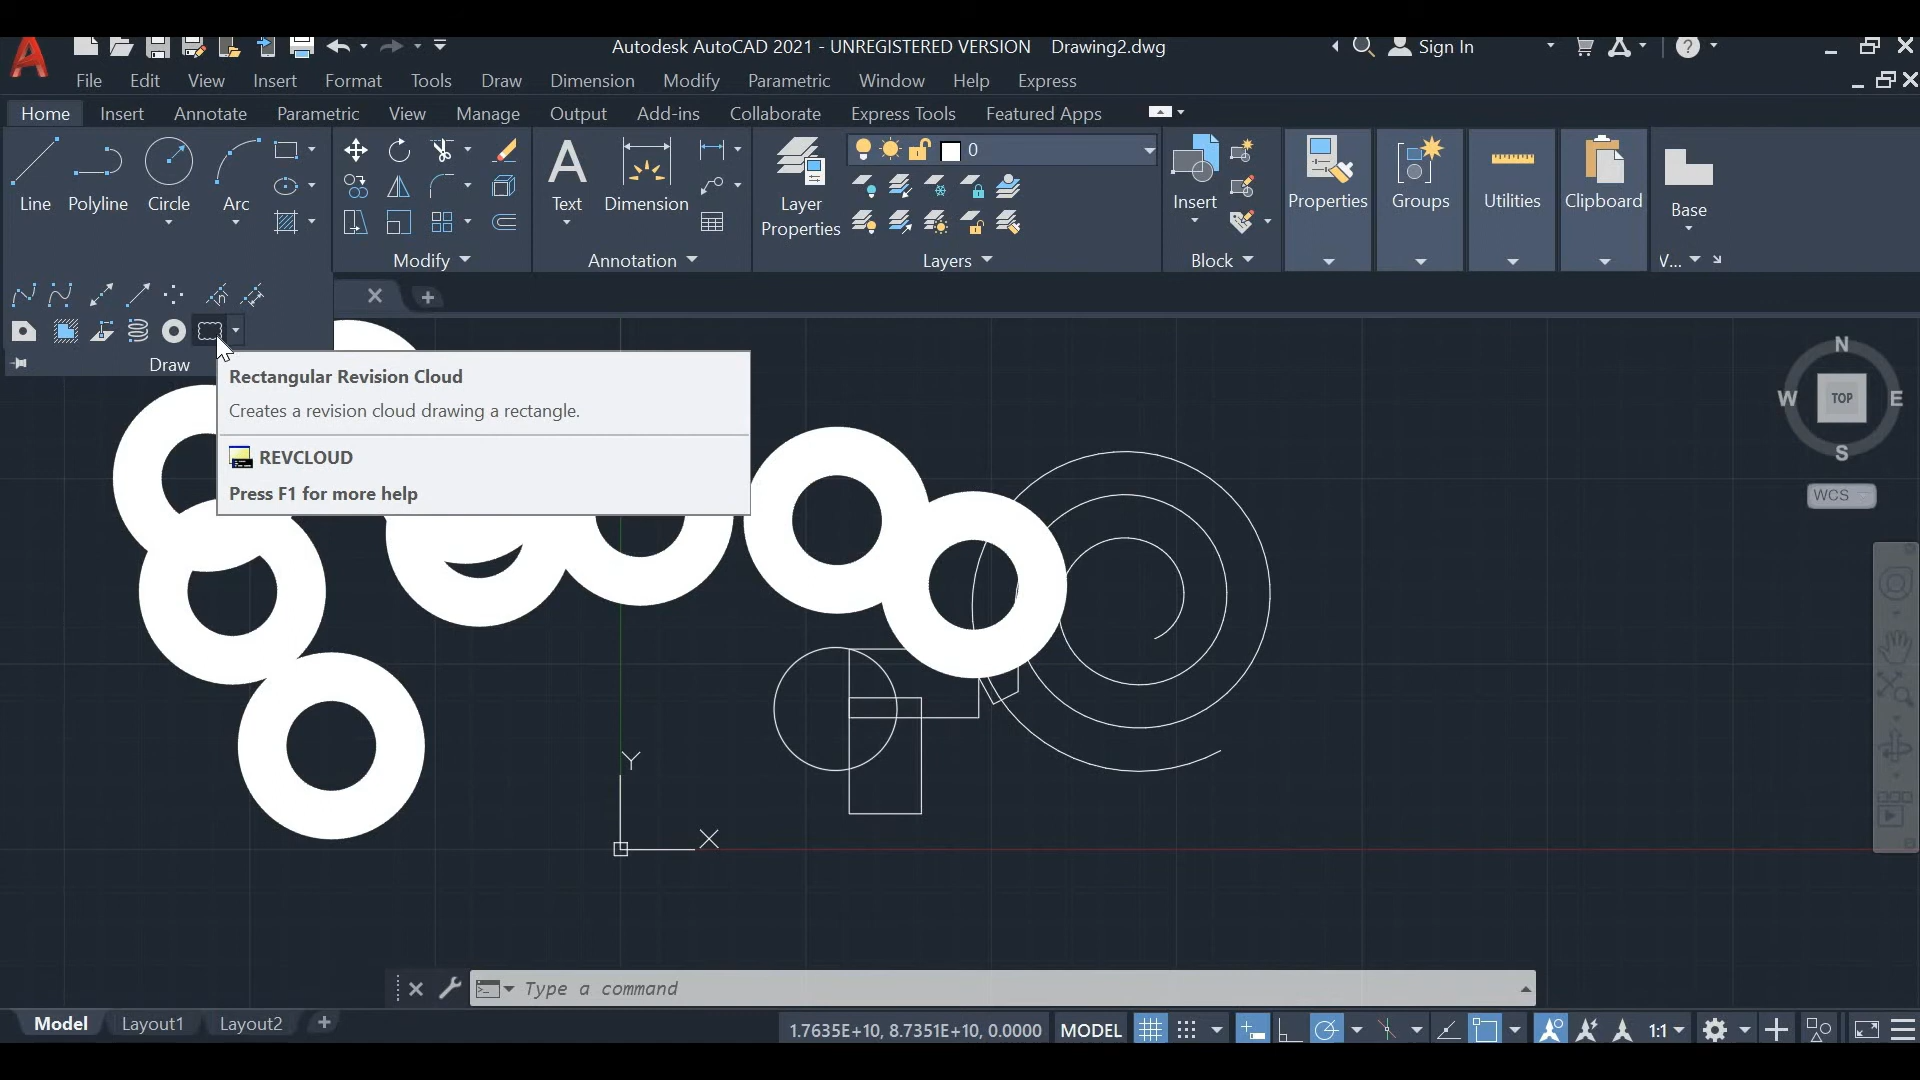 Autodesk AutoCAD 2021 - UNREGISTERED VERSION Drawing2.dwg
Sign In
File Edit View Insert Format Tools Draw Dimension Modify Parametric Window Help Express
Home Insert Annotate Parametric View Manage Output Add-ins Collaborate Express Tools Featured Apps
0
Line Polyline Circle Arc
Text Dimension
Layer
Properties
Insert
Properties
Groups
Utilities
Clipboard
Base
Modify
Annotation
Layers
Block
V...
Draw
Rectangular Revision Cloud
Creates a revision cloud drawing a rectangle.
REVCLOUD
Press F1 for more help
N
W TOP E
S
WCS
Y
X
Type a command
Model Layout1 Layout2
1.7635E+10, 8.7351E+10, 0.0000 MODEL 1:1